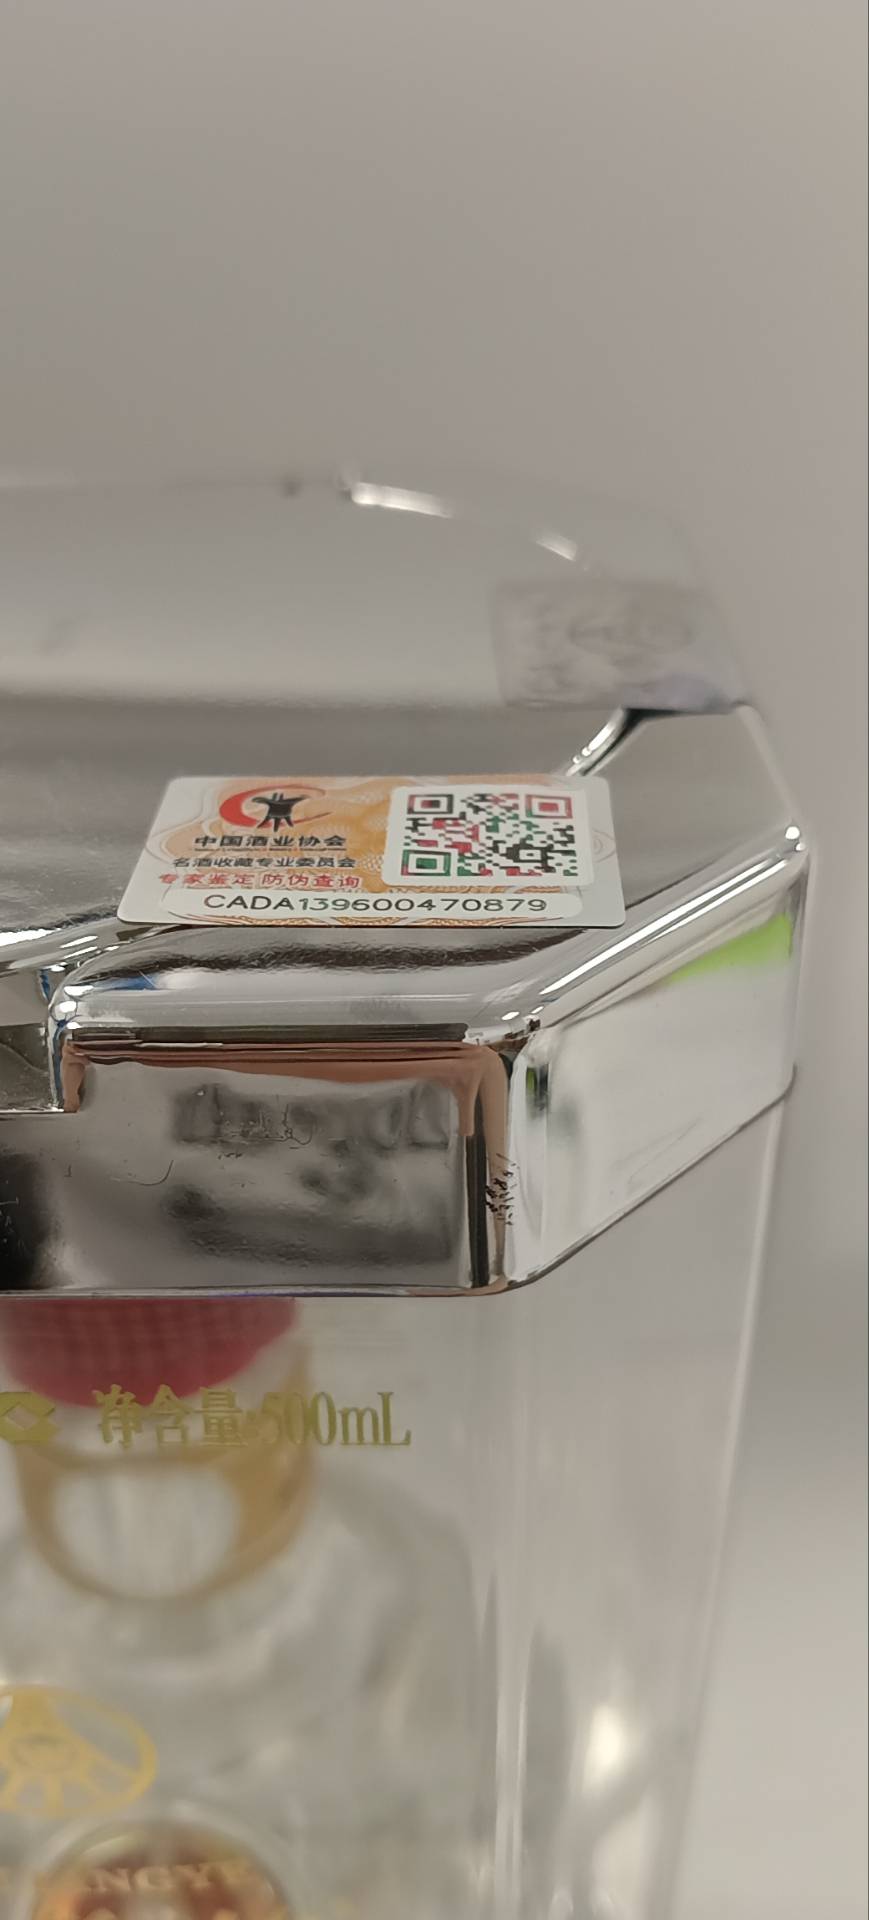 中国酒业协会
名酒收藏专业委员会
专家鉴定 防伪查询
CADA139600470879
净含量:500mL